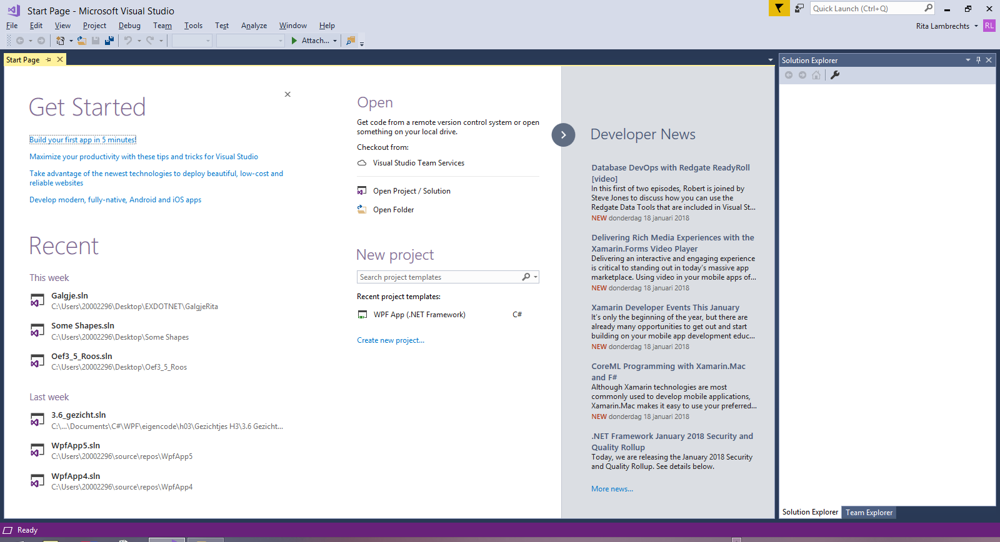 Start Page - Microsoft Visual Studio
Quick Launch (Ctrl+Q)
File Edit View Project Debug Team Tools Test Analyze Window Help
Rita Lambrechts RL
Attach...
Start Page
Get Started
Build your first app in 5 minutes!
Maximize your productivity with these tips and tricks for Visual Studio
Take advantage of the newest technologies to deploy beautiful, low-cost and
reliable websites
Develop modern, fully-native, Android and iOS apps
Recent
This week
Galgje.sln
C:\Users\20002296\Desktop\EXDOTNET\GalgjeRita
Some Shapes.sln
C:\Users\20002296\Desktop\Some Shapes
Oef3_5_Roos.sln
C:\Users\20002296\Desktop\Oef3_5_Roos
Last week
3.6_gezicht.sln
C:\...\Documents\C#\WPF\eigencode\h03\Gezichtjes H3\3.6 Gezicht...
WpfApp5.sln
C:\Users\20002296\source\repos\WpfApp5
WpfApp4.sln
C:\Users\20002296\source\repos\WpfApp4
Open
Get code from a remote version control system or open
something on your local drive.
Checkout from:
Visual Studio Team Services
Open Project / Solution
Open Folder
New project
Search project templates
Recent project templates:
WPF App (.NET Framework) C#
Create new project...
Developer News
Database DevOps with Redgate ReadyRoll
[video]
In this first of two episodes, Robert is joined by
Steve Jones to discuss how you can use the
Redgate Data Tools that are included in Visual St...
NEW donderdag 18 januari 2018
Delivering Rich Media Experiences with the
Xamarin.Forms Video Player
Delivering an interactive and engaging experience
is critical to standing out in today's massive app
marketplace. Using video in your mobile apps of...
NEW donderdag 18 januari 2018
Xamarin Developer Events This January
It's only the beginning of the year, but there are
already many opportunities to get out and start
building on your mobile app development educ...
NEW donderdag 18 januari 2018
CoreML Programming with Xamarin.Mac
and F#
Although Xamarin technologies are most
commonly used to develop mobile applications,
Xamarin.Mac makes it easy to use your preferred...
NEW donderdag 18 januari 2018
.NET Framework January 2018 Security and
Quality Rollup
Today, we are releasing the January 2018 Security
and Quality Rollup. See details below.
More news...
Solution Explorer
Solution Explorer Team Explorer
Ready